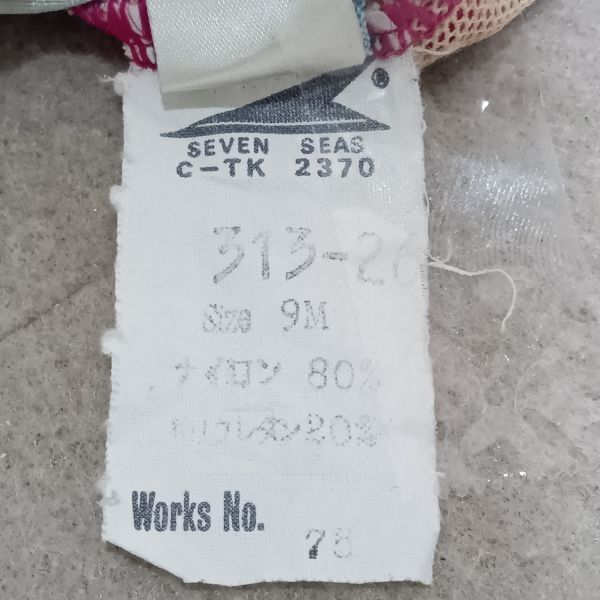 SEVEN SEAS
C-TK 2370
313-26
Size 9M
ナイロン 80%
ポリウレタン20%
Works No.
75